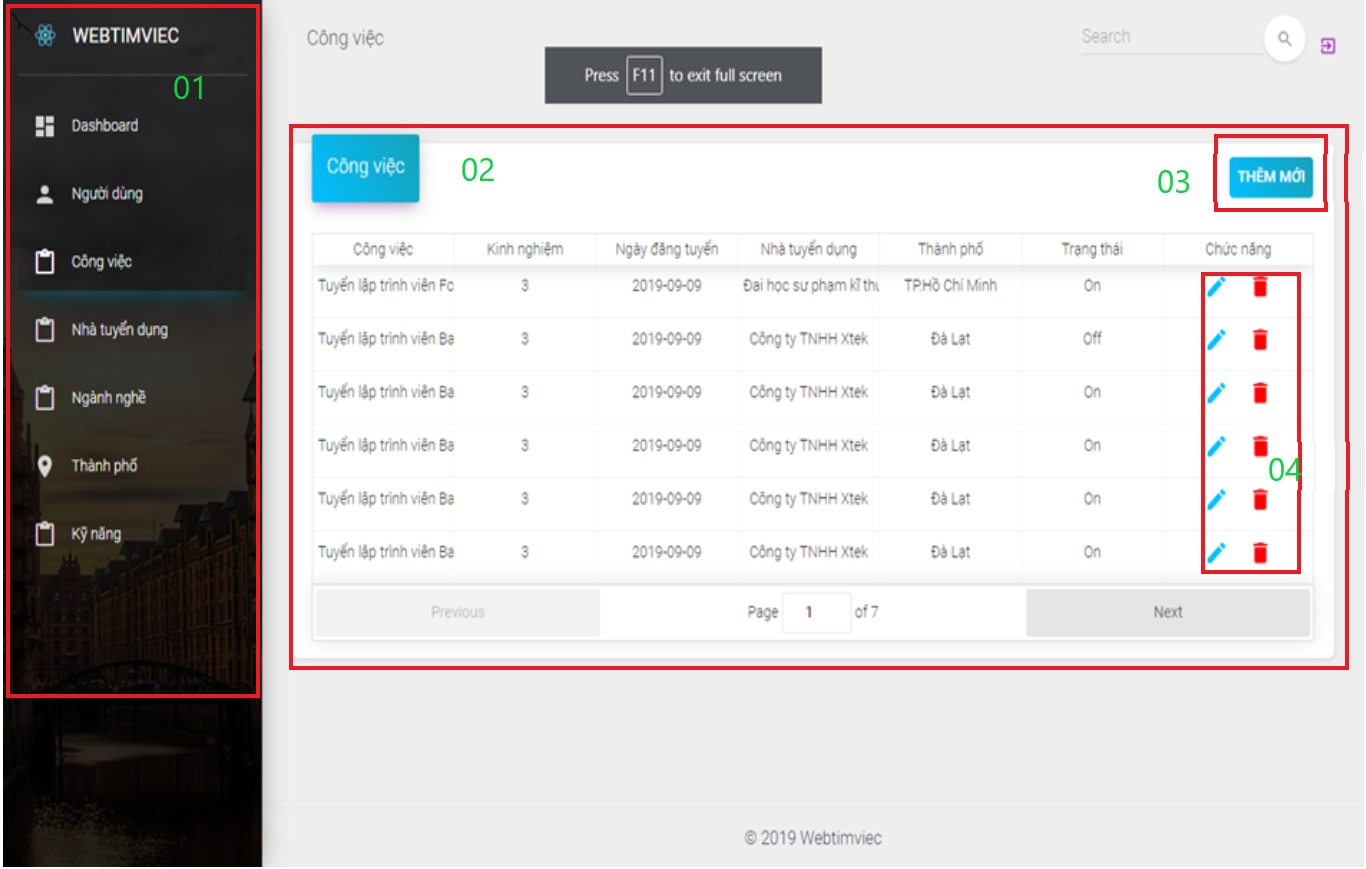 WEBTIMVIEC
01
Dashboard
Người dùng
Công việc
Nhà tuyển dụng
Ngành nghề
Thành phố
Kỹ năng
Công việc
Search
Press F11 to exit full screen
Công việc
02
03
THÊM MỚI
Công việc Kinh nghiệm Ngày đăng tuyển Nhà tuyển dụng Thành phố Trạng thái Chức năng
Tuyển lập trình viên Fc 3 2019-09-09 Đai học sư phạm kĩ thu TP.Hồ Chí Minh On
Tuyển lập trình viên Ba 3 2019-09-09 Công ty TNHH Xtek Đà Lạt Off
Tuyển lập trình viên Ba 3 2019-09-09 Công ty TNHH Xtek Đà Lạt On
Tuyển lập trình viên Ba 3 2019-09-09 Công ty TNHH Xtek Đà Lạt On
04
Tuyển lập trình viên Ba 3 2019-09-09 Công ty TNHH Xtek Đà Lạt On
Tuyển lập trình viên Ba 3 2019-09-09 Công ty TNHH Xtek Đà Lạt On
Previous Page 1 of 7 Next
© 2019 Webtimviec